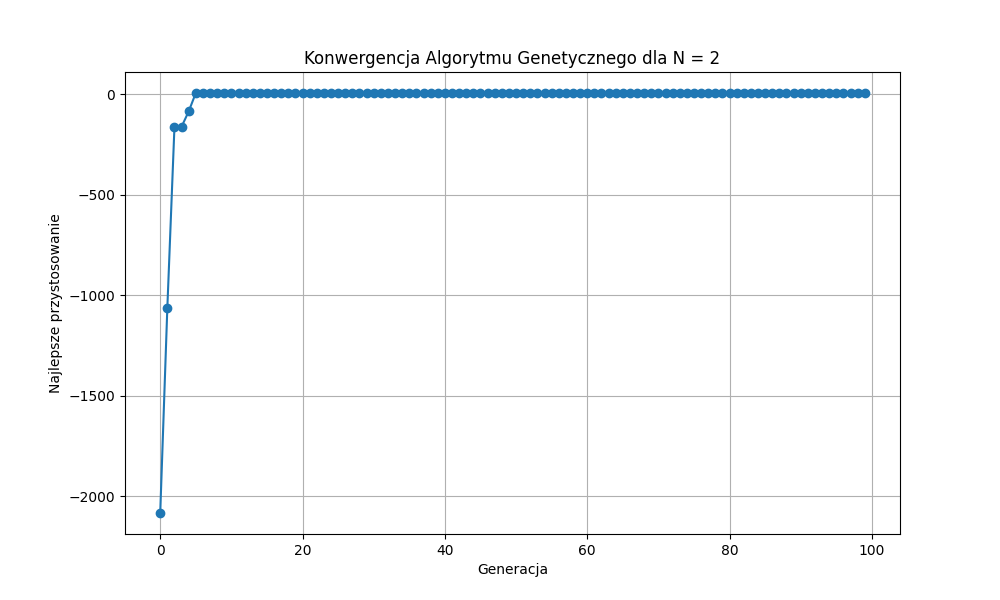 Konwergencja Algorytmu Genetycznego dla N = 2
Najlepsze przystosowanie
0
−500
−1000
−1500
−2000
0 20 40 60 80 100
Generacja